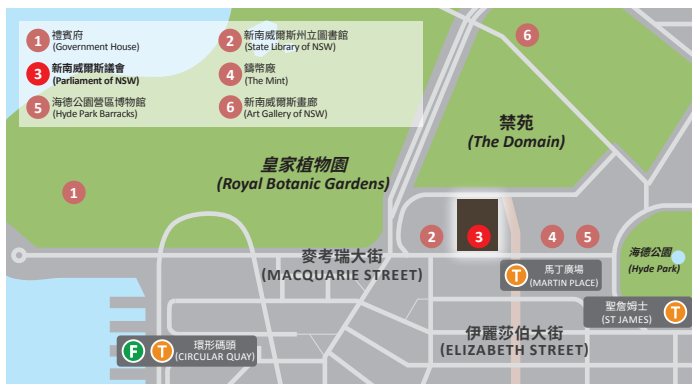 1 禮賓府
(Government House)
2 新南威爾斯州立圖書館
(State Library of NSW)
3 新南威爾斯議會
(Parliament of NSW)
4 鑄幣廠
(The Mint)
5 海德公園營區博物館
(Hyde Park Barracks)
6 新南威爾斯畫廊
(Art Gallery of NSW)
6
禁苑
(The Domain)
皇家植物園
(Royal Botanic Gardens)
1
2
3
4
5
海德公園
(Hyde Park)
麥考瑞大街
(MACQUARIE STREET)
T 馬丁廣場
(MARTIN PLACE)
聖詹姆士 T
(ST JAMES)
伊麗莎伯大街
(ELIZABETH STREET)
F T 環形碼頭
(CIRCULAR QUAY)